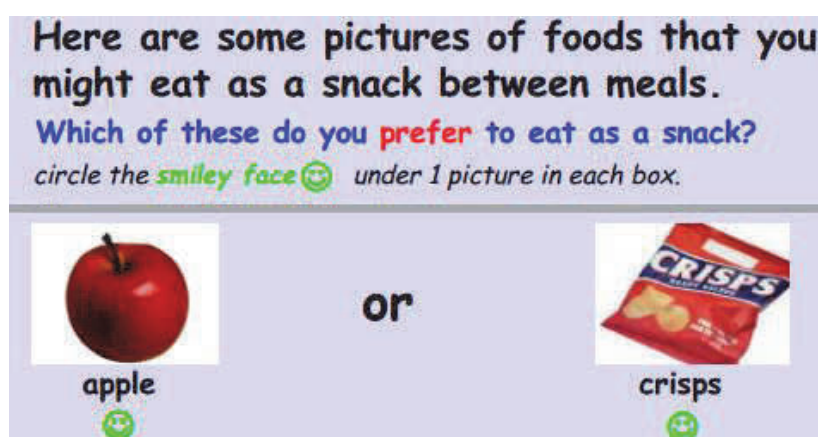 Here are some pictures of foods that you
might eat as a snack between meals.
Which of these do you prefer to eat as a snack?
circle the smiley face under 1 picture in each box.
or
CRISPS
apple
crisps